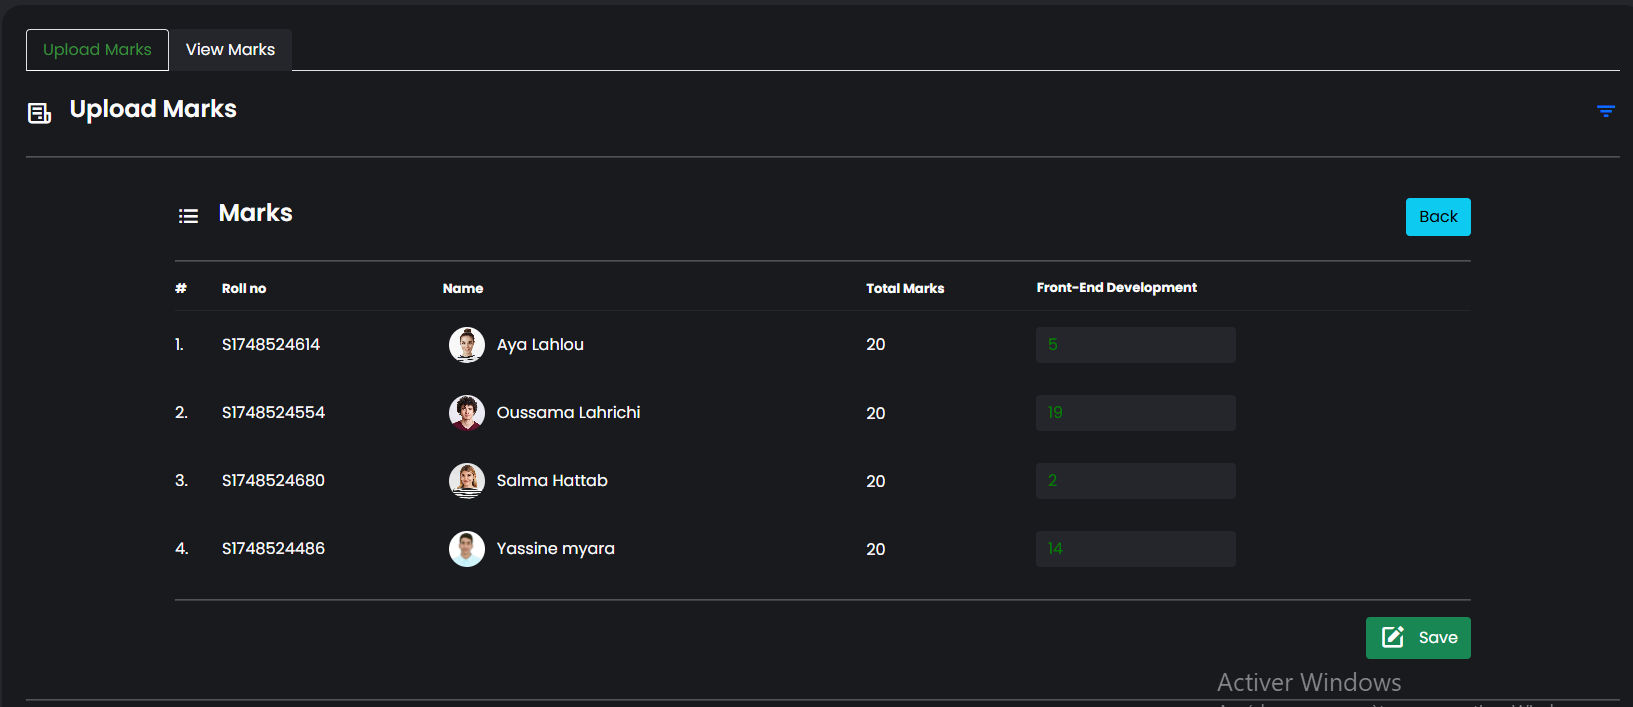 Upload Marks View Marks
Upload Marks
Marks Back
# Roll no Name Total Marks Front-End Development
1. S1748524614 Aya Lahlou 20 5
2. S1748524554 Oussama Lahrichi 20 19
3. S1748524680 Salma Hattab 20 2
4. S1748524486 Yassine myara 20 14
Save
Activer Windows